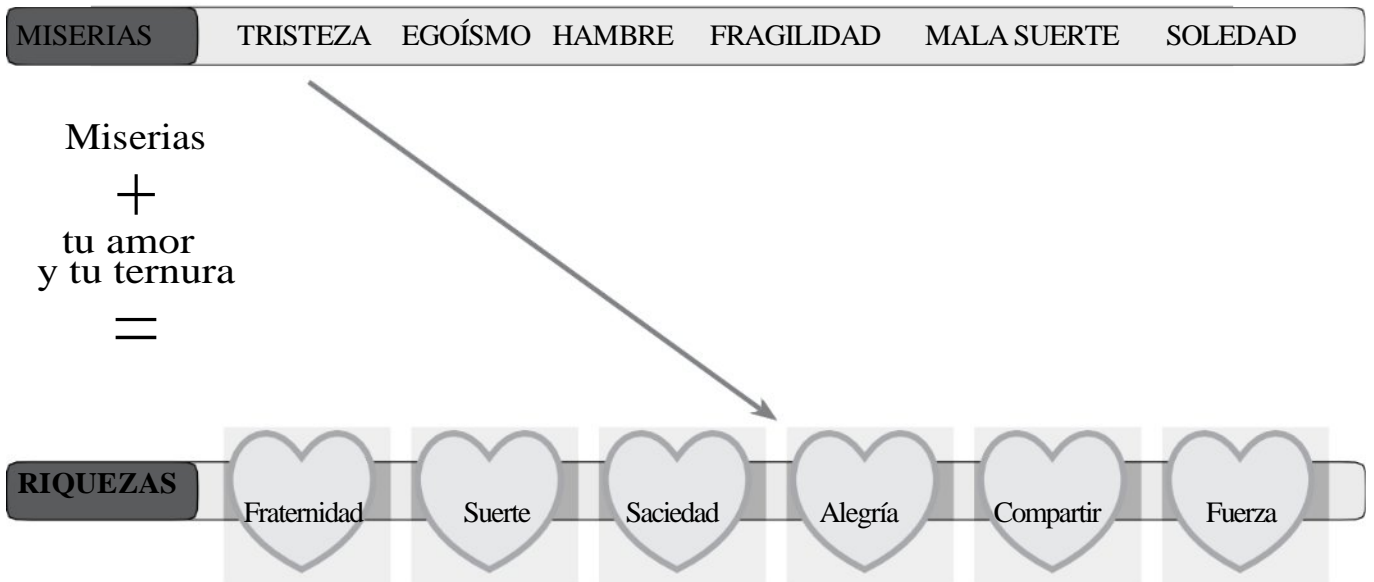 MISERIAS TRISTEZA EGOÍSMO HAMBRE FRAGILIDAD MALA SUERTE SOLEDAD
Miserias
+
tu amor
y tu ternura
=
RIQUEZAS Fraternidad Suerte Saciedad Alegría Compartir Fuerza